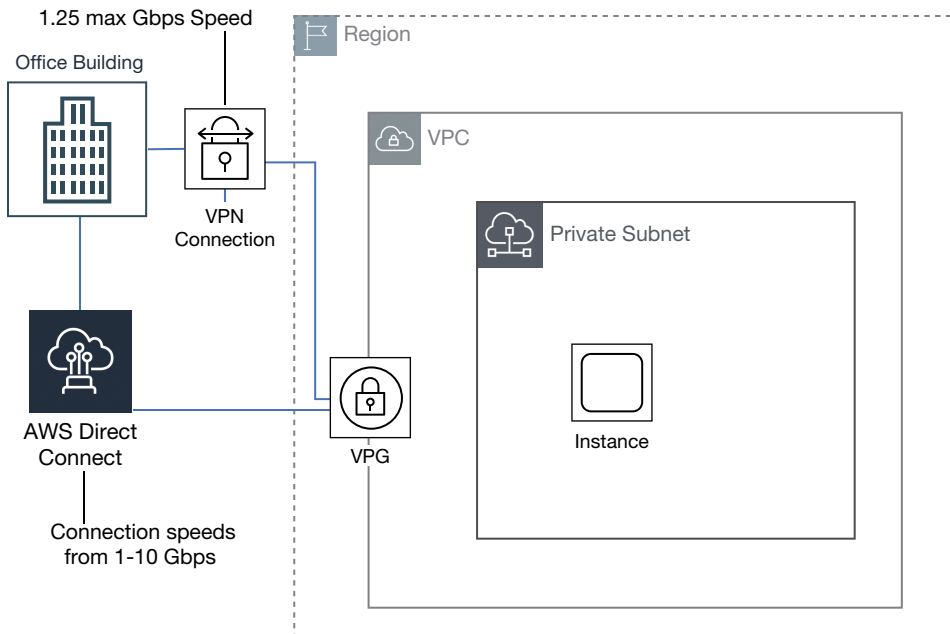 1.25 max Gbps Speed
Region
Office Building
VPC
VPN
Connection
Private Subnet
AWS Direct
Connect
VPG
Instance
Connection speeds
from 1-10 Gbps